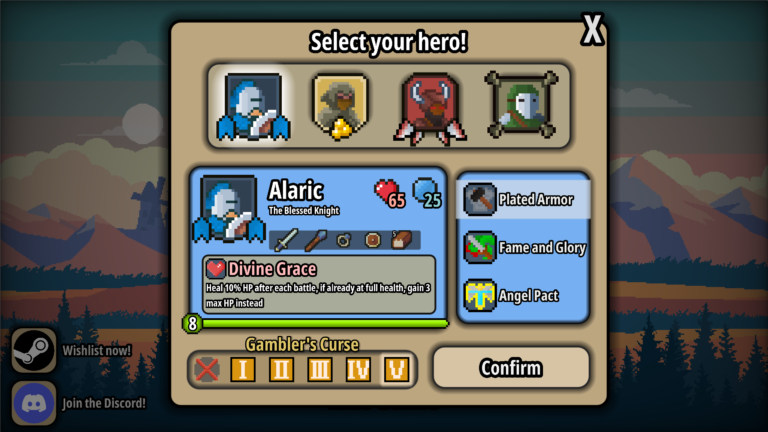 Select your hero!
X
Alaric
The Blessed Knight
65
25
5
Divine Grace
Heal 10% HP after each battle, if already at full health, gain 3
max HP instead
8
Plated Armor
Fame and Glory
Angel Pact
Gambler's Curse
I II III IV V
Confirm
Wishlist now!
Join the Discord!